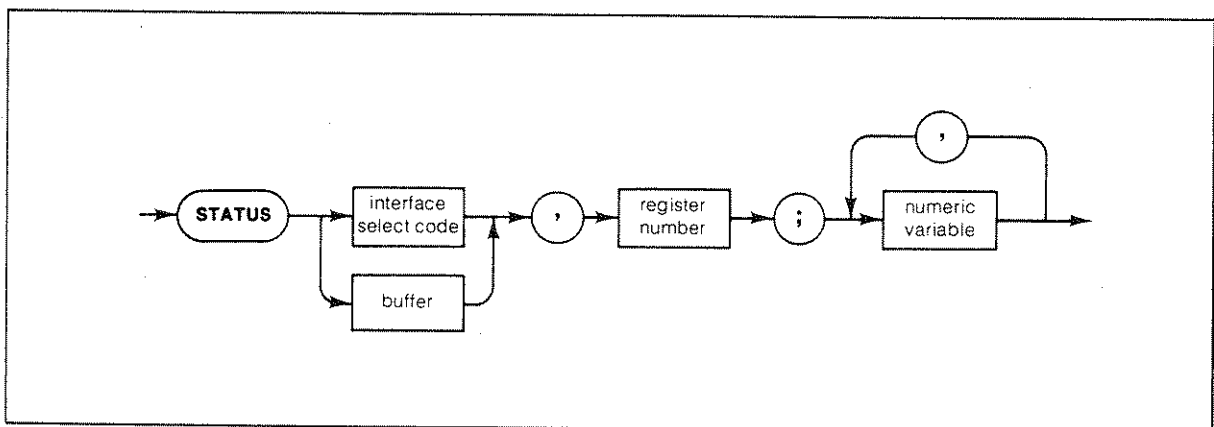 ,
STATUS
interface
select code
,
register
number
;
numeric
variable
buffer